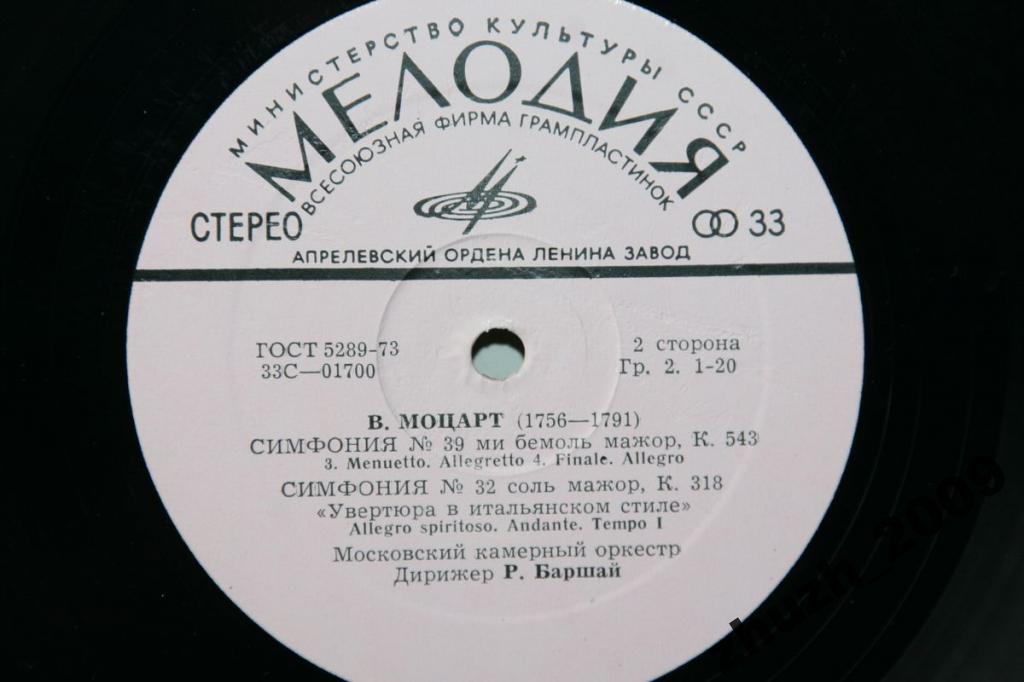 МИНИСТЕРСТВО КУЛЬТУРЫ СССР
МЕЛОДИЯ
ВСЕСОЮЗНАЯ ФИРМА ГРАМПЛАСТИНОК
СТЕРЕО
33
АПРЕЛЕВСКИЙ ОРДЕНА ЛЕНИНА ЗАВОД
ГОСТ 5289-73
33С—01700
2 сторона
Гр. 2. 1-20
В. МОЦАРТ (1756—1791)
СИМФОНИЯ № 39 ми бемоль мажор, К. 543
3. Menuetto. Allegretto 4. Finale. Allegro
СИМФОНИЯ № 32 соль мажор, К. 318
«Увертюра в итальянском стиле»
Allegro spiritoso. Andante. Tempo I
Московский камерный оркестр
Дирижер Р. Баршай
zhuzh_2009